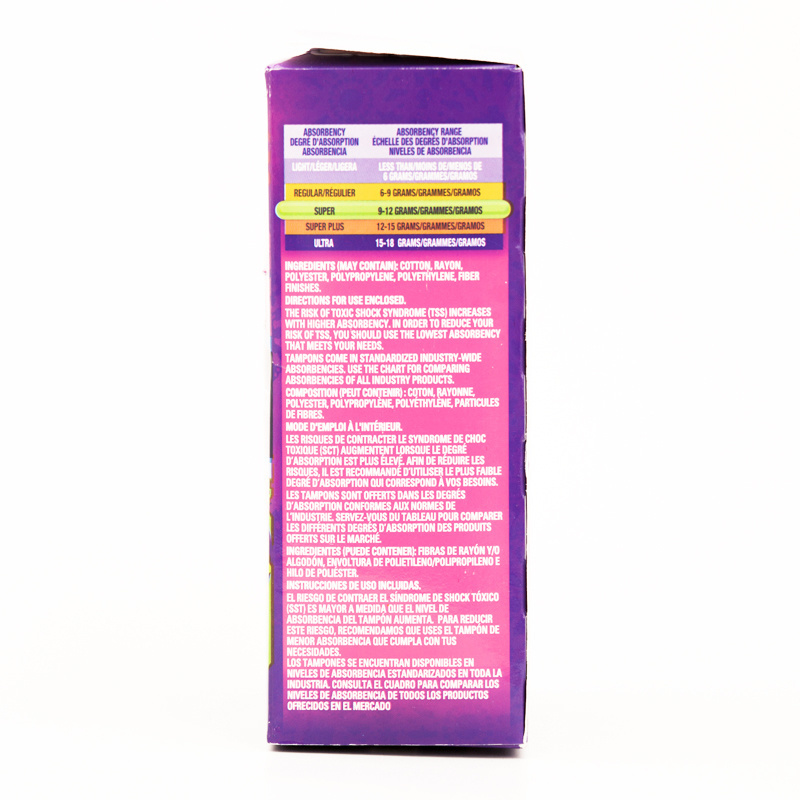 ABSORBENCY ABSORBENCY RANGE
DEGRÉ D'ABSORPTION ÉCHELLE DES DEGRÉS D'ABSORPTION
ABSORBENCIA NIVELES DE ABSORBENCIA
LIGHT/LÉGER/LIGERA LESS THAN/MOINS DE/MENOS DE
6 GRAMS/GRAMMES/GRAMOS
REGULAR/RÉGULIER 6-9 GRAMS/GRAMMES/GRAMOS
SUPER 9-12 GRAMS/GRAMMES/GRAMOS
SUPER PLUS 12-15 GRAMS/GRAMMES/GRAMOS
ULTRA 15-18 GRAMS/GRAMMES/GRAMOS
INGREDIENTS (MAY CONTAIN): COTTON, RAYON,
POLYESTER, POLYPROPYLENE, POLYETHYLENE, FIBER
FINISHES.
DIRECTIONS FOR USE ENCLOSED.
THE RISK OF TOXIC SHOCK SYNDROME (TSS) INCREASES
WITH HIGHER ABSORBENCY. IN ORDER TO REDUCE YOUR
RISK OF TSS, YOU SHOULD USE THE LOWEST ABSORBENCY
THAT MEETS YOUR NEEDS.
TAMPONS COME IN STANDARDIZED INDUSTRY-WIDE
ABSORBENCIES. USE THE CHART FOR COMPARING
ABSORBENCIES OF ALL INDUSTRY PRODUCTS.
COMPOSITION (PEUT CONTENIR) : COTON, RAYONNE,
POLYESTER, POLYPROPYLÈNE, POLYÉTHYLÈNE, PARTICULES
DE FIBRES.
MODE D'EMPLOI À L'INTÉRIEUR.
LES RISQUES DE CONTRACTER LE SYNDROME DE CHOC
TOXIQUE (SCT) AUGMENTENT LORSQUE LE DEGRÉ
D'ABSORPTION EST PLUS ÉLEVÉ. AFIN DE RÉDUIRE LES
RISQUES, IL EST RECOMMANDÉ D'UTILISER LE PLUS FAIBLE
DEGRÉ D'ABSORPTION QUI CORRESPOND À VOS BESOINS.
LES TAMPONS SONT OFFERTS DANS LES DEGRÉS
D'ABSORPTION CONFORMES AUX NORMES DE
L'INDUSTRIE. SERVEZ-VOUS DU TABLEAU POUR COMPARER
LES DIFFÉRENTS DEGRÉS D'ABSORPTION DES PRODUITS
OFFERTS SUR LE MARCHÉ.
INGREDIENTES (PUEDE CONTENER): FIBRAS DE RAYÓN Y/O
ALGODÓN, ENVOLTURA DE POLIETILENO/POLIPROPILENO E
HILO DE POLIÉSTER.
INSTRUCCIONES DE USO INCLUIDAS.
EL RIESGO DE CONTRAER EL SÍNDROME DE SHOCK TÓXICO
(SST) ES MAYOR A MEDIDA QUE EL NIVEL DE
ABSORBENCIA DEL TAMPÓN AUMENTA. PARA REDUCIR
ESTE RIESGO, RECOMENDAMOS QUE USES EL TAMPÓN DE
MENOR ABSORBENCIA QUE CUMPLA CON TUS
NECESIDADES.
LOS TAMPONES SE ENCUENTRAN DISPONIBLES EN
NIVELES DE ABSORBENCIA ESTANDARIZADOS EN TODA LA
INDUSTRIA. CONSULTA EL CUADRO PARA COMPARAR LOS
NIVELES DE ABSORBENCIA DE TODOS LOS PRODUCTOS
OFRECIDOS EN EL MERCADO